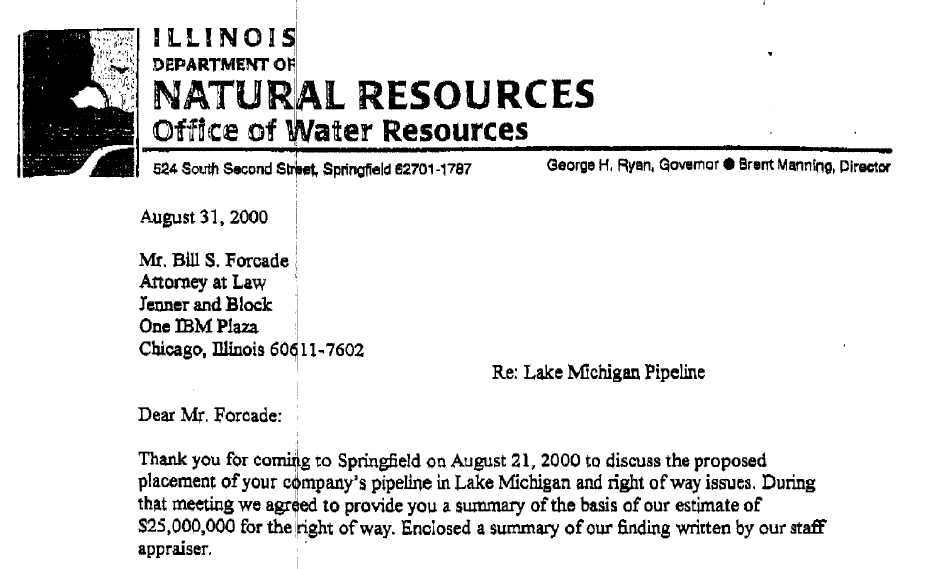 ILLINOIS
DEPARTMENT OF
NATURAL RESOURCES
Office of Water Resources
524 South Second Street, Springfield 62701-1787
George H. Ryan, Governor ● Brent Manning, Director
August 31, 2000
Mr. Bill S. Forcade
Attorney at Law
Jenner and Block
One IBM Plaza
Chicago, Illinois 60611-7602
Re: Lake Michigan Pipeline
Dear Mr. Forcade:
Thank you for coming to Springfield on August 21, 2000 to discuss the proposed
placement of your company's pipeline in Lake Michigan and right of way issues. During
that meeting we agreed to provide you a summary of the basis of our estimate of
$25,000,000 for the right of way. Enclosed a summary of our finding written by our staff
appraiser.